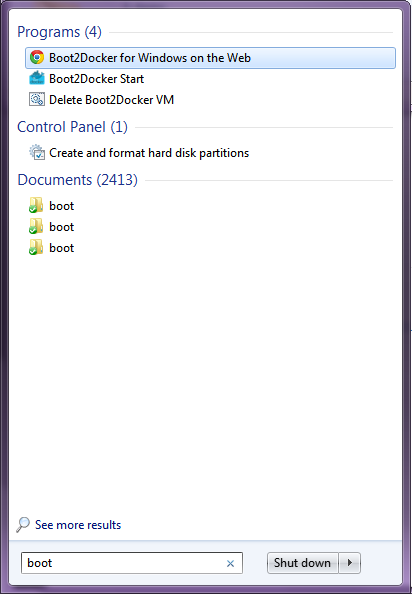 Programs (4)
Boot2Docker for Windows on the Web
Boot2Docker Start
Delete Boot2Docker VM
Control Panel (1)
Create and format hard disk partitions
Documents (2413)
boot
boot
boot
See more results
boot
Shut down